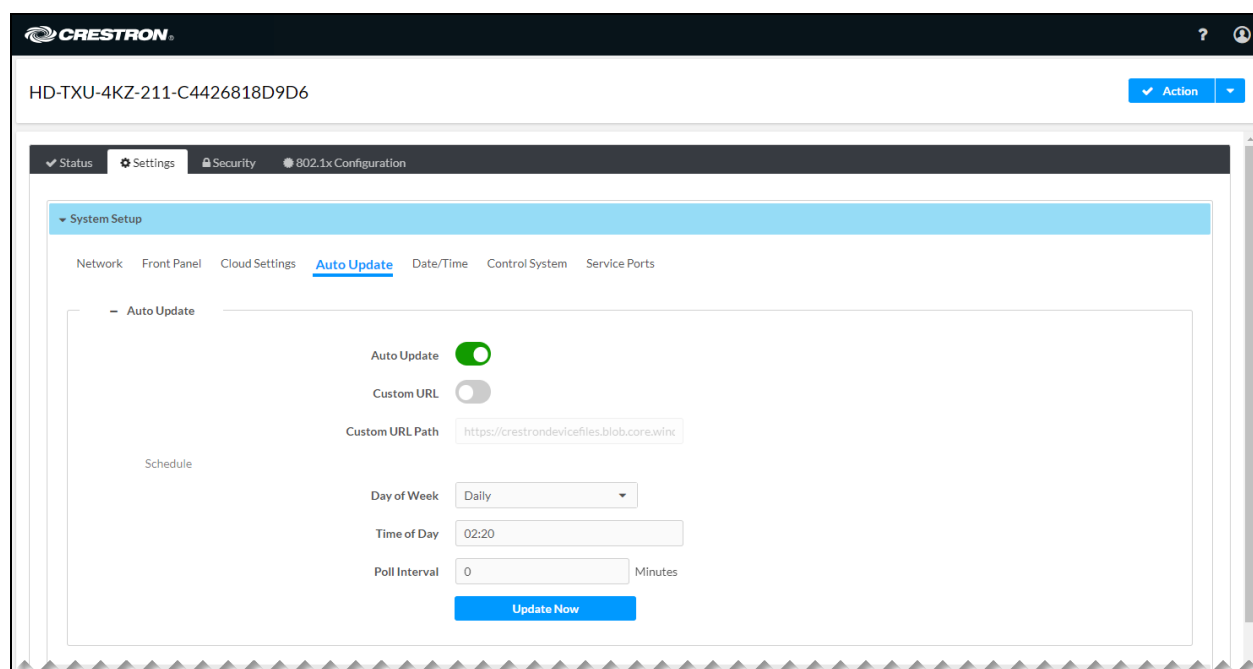 CRESTRON®
?
HD-TXU-4KZ-211-C4426818D9D6
Action
Status Settings Security 802.1x Configuration
System Setup
Network Front Panel Cloud Settings Auto Update Date/Time Control System Service Ports
– Auto Update
Auto Update
Custom URL
Custom URL Path https://crestrondevicefiles.blob.core.winc
Schedule
Day of Week Daily
Time of Day 02:20
Poll Interval 0 Minutes
Update Now